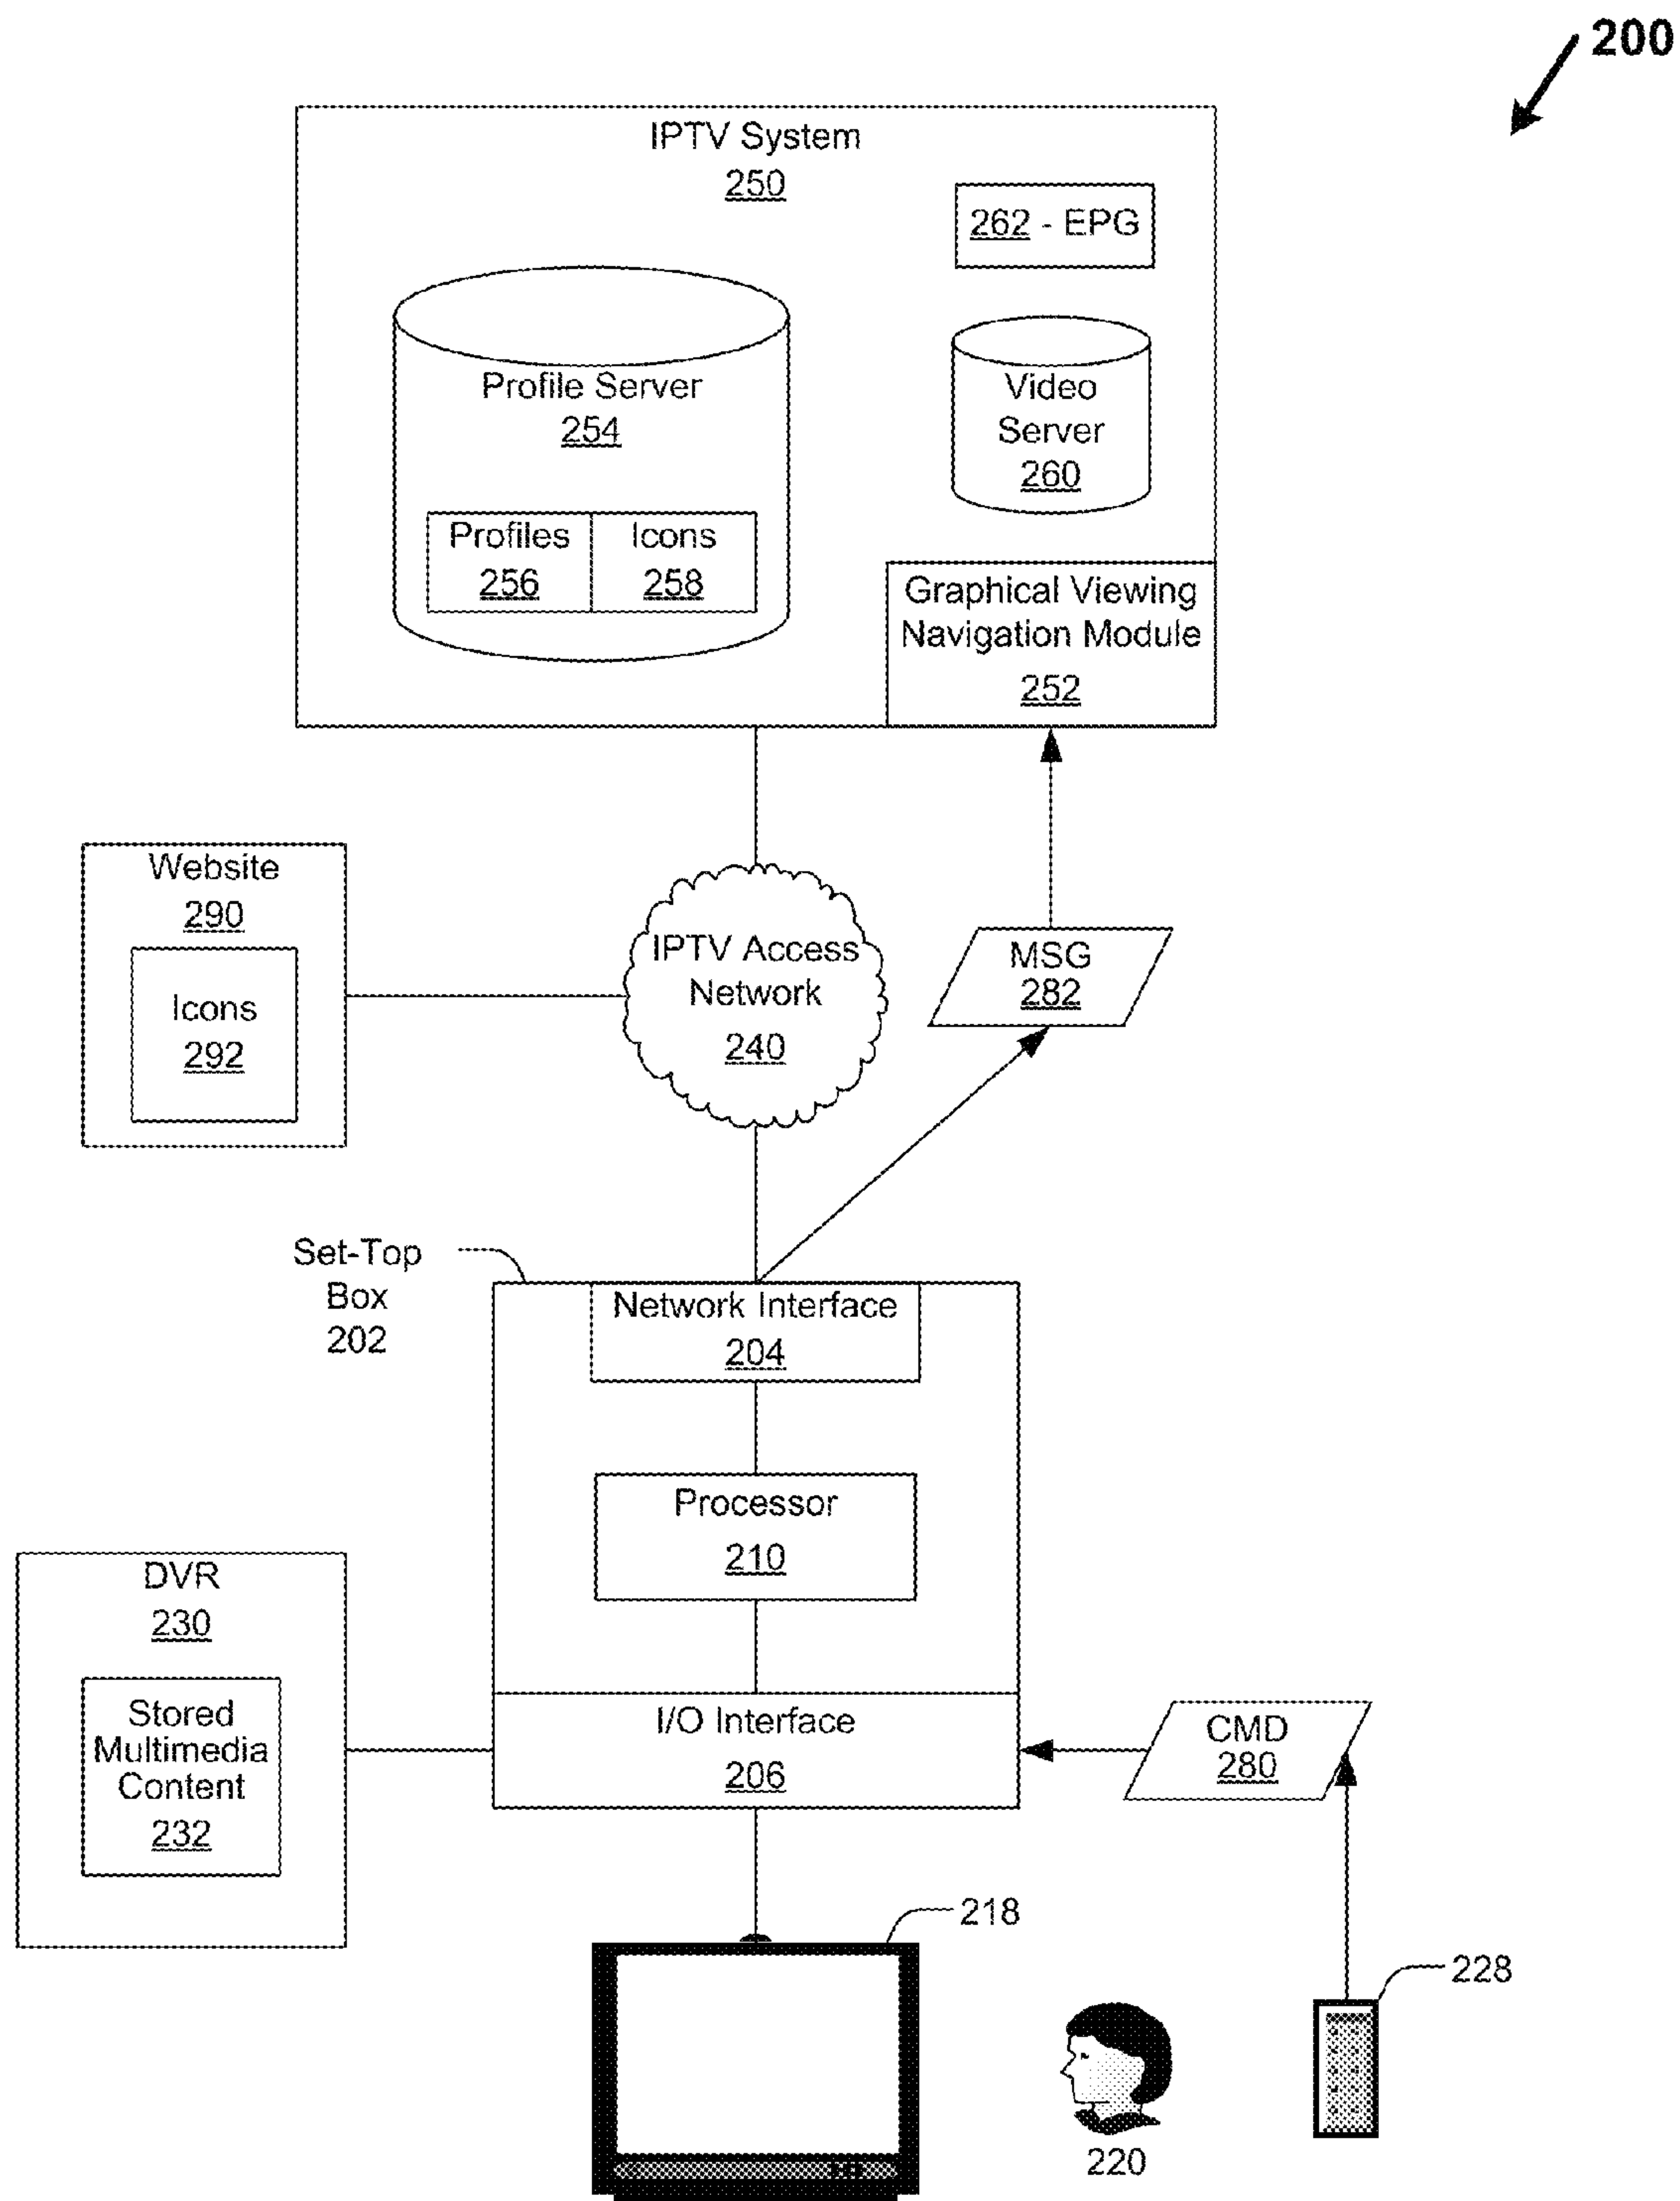 200
IPTV System
250
262 - EPG
Profile Server
254
Video
Server
260
Profiles
256
Icons
258
Graphical Viewing
Navigation Module
252
Website
290
Icons
292
IPTV Access
Network
240
MSG
282
Set-Top
Box
202
Network Interface
204
Processor
210
DVR
230
Stored
Multimedia
Content
232
I/O Interface
206
CMD
280
218
228
220